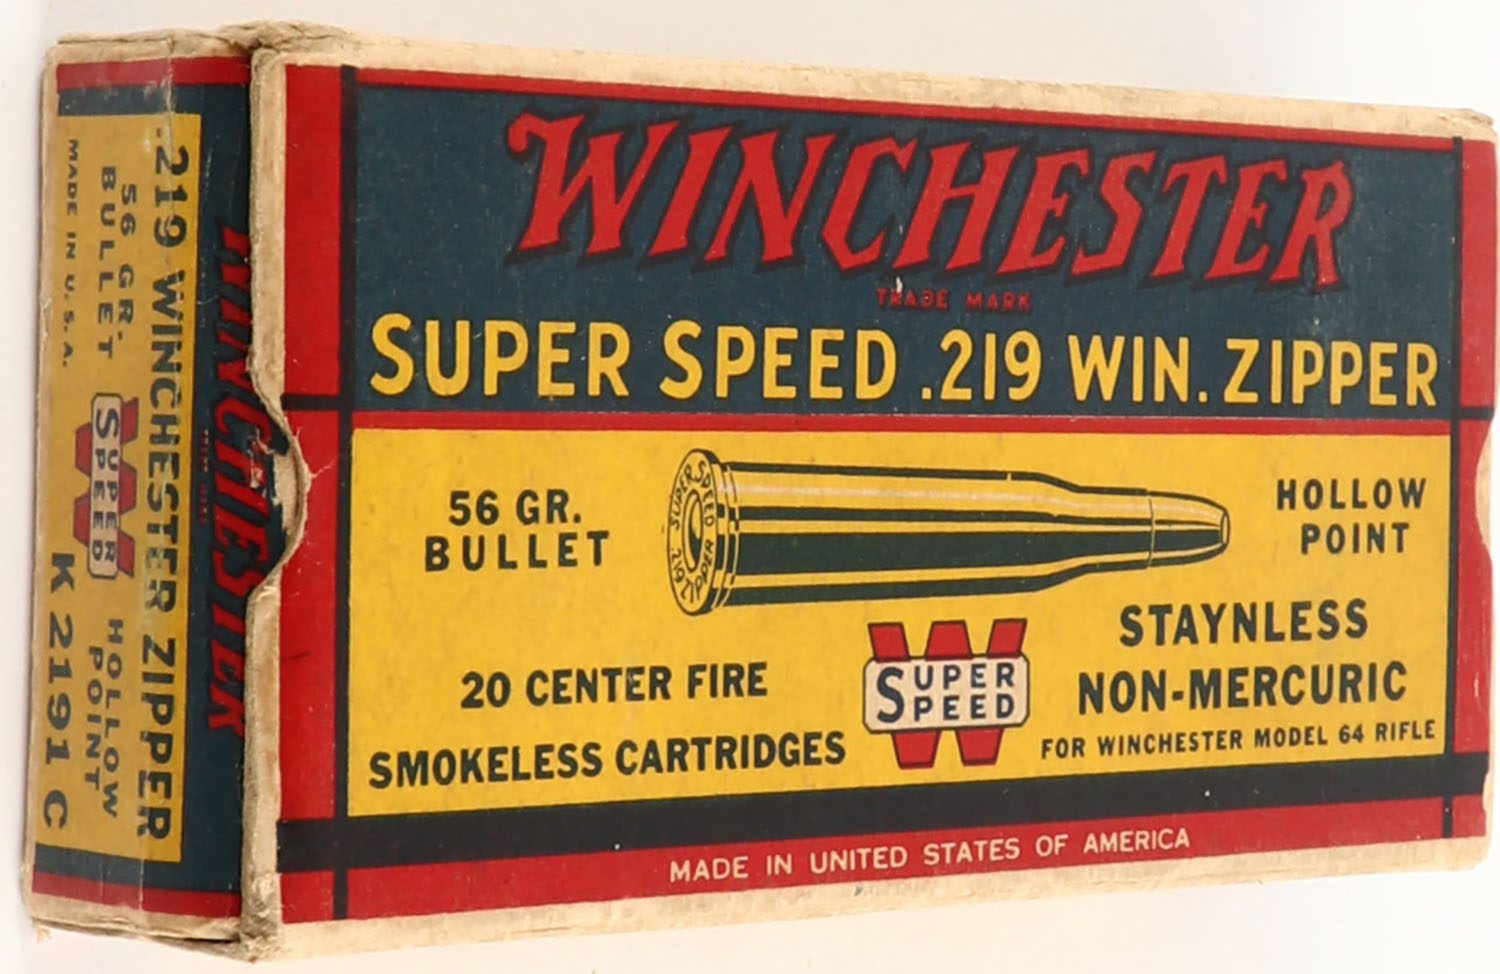 WINCHESTER
TRADE MARK
SUPER SPEED .219 WIN. ZIPPER
56 GR.
BULLET
SUPER SPEED
219 ZIPPER
HOLLOW
POINT
20 CENTER FIRE
SMOKELESS CARTRIDGES
W
SUPER
SPEED
STAYNLESS
NON-MERCURIC
FOR WINCHESTER MODEL 64 RIFLE
MADE IN UNITED STATES OF AMERICA
WINCHESTER
.219 WINCHESTER ZIPPER
56 GR.
BULLET
W
SUPER
SPEED
HOLLOW
POINT
MADE IN U.S.A.
K 2191 C